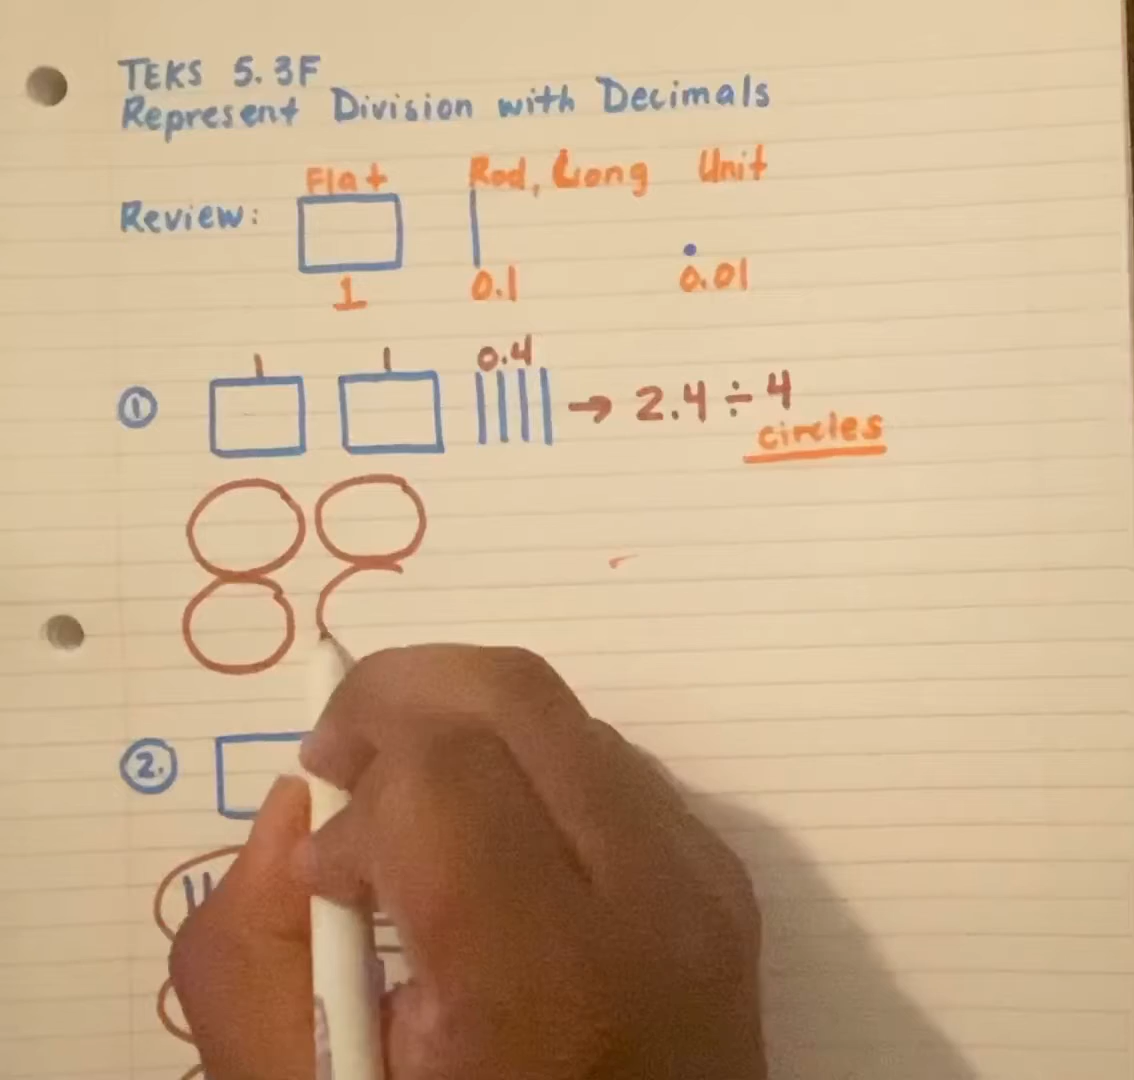 TEKS 5.3F
Represent Division with Decimals
Flat Rod, Long Unit
Review:
1 0.1 0.01
1 1 0.4
① → 2.4 ÷ 4
circles
2.